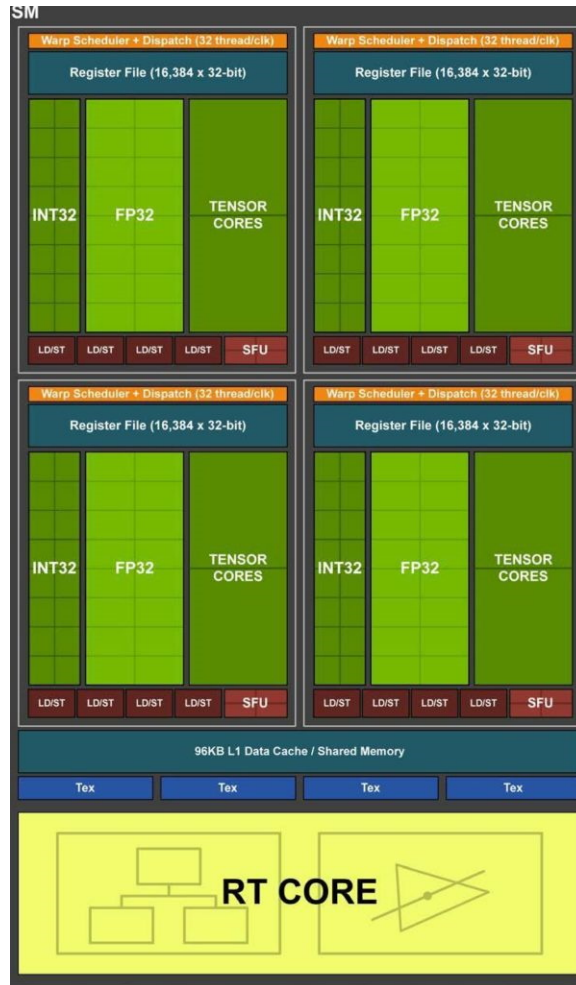 SM
Warp Scheduler + Dispatch (32 thread/clk)
Register File (16,384 x 32-bit)
INT32
FP32
TENSOR
CORES
LD/ST
LD/ST
LD/ST
LD/ST
SFU
Warp Scheduler + Dispatch (32 thread/clk)
Register File (16,384 x 32-bit)
INT32
FP32
TENSOR
CORES
LD/ST
LD/ST
LD/ST
LD/ST
SFU
Warp Scheduler + Dispatch (32 thread/clk)
Register File (16,384 x 32-bit)
INT32
FP32
TENSOR
CORES
LD/ST
LD/ST
LD/ST
LD/ST
SFU
Warp Scheduler + Dispatch (32 thread/clk)
Register File (16,384 x 32-bit)
INT32
FP32
TENSOR
CORES
LD/ST
LD/ST
LD/ST
LD/ST
SFU
96KB L1 Data Cache / Shared Memory
Tex
Tex
Tex
Tex
RT CORE